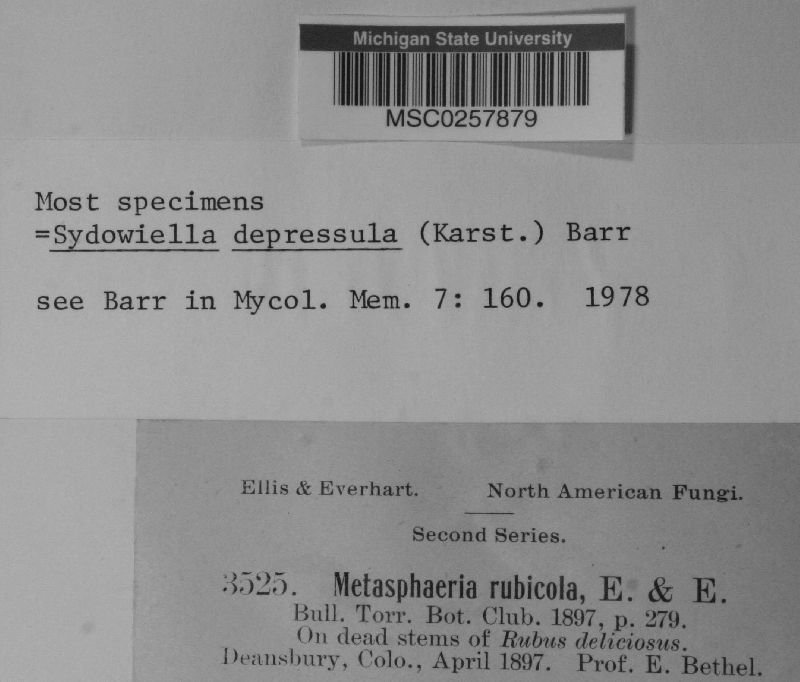 Michigan State University
MSC0257879
Most specimens
=Sydowiella depressula (Karst.) Barr
see Barr in Mycol. Mem. 7: 160. 1978
Ellis & Everhart. North American Fungi.
Second Series.
3525. Metasphaeria rubicola, E. & E.
Bull. Torr. Bot. Club. 1897, p. 279.
On dead stems of Rubus deliciosus.
Deansbury, Colo., April 1897. Prof. E. Bethel.